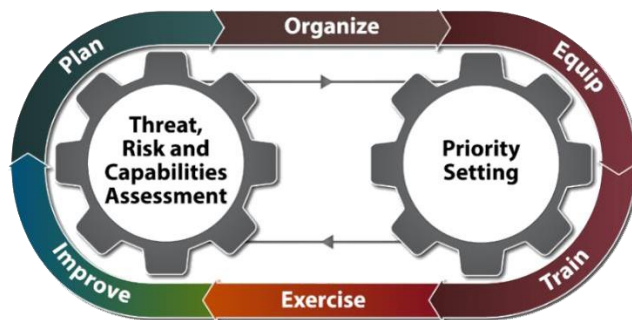 Plan
Organize
Equip
Threat,
Risk and
Capabilities
Assessment
Priority
Setting
Improve
Exercise
Train